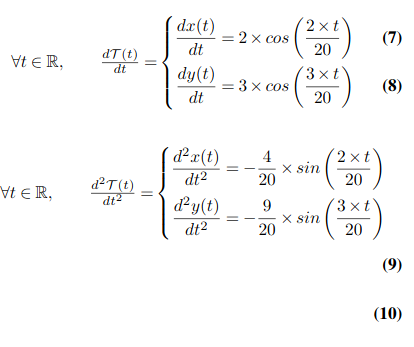 ∀t ∈ ℝ, dT(t)/dt = { dx(t)/dt = 2 × cos(2 × t/20) (7)
dy(t)/dt = 3 × cos(3 × t/20) (8)
∀t ∈ ℝ, d²T(t)/dt² = { d²x(t)/dt² = −4/20 × sin(2 × t/20)
d²y(t)/dt² = −9/20 × sin(3 × t/20)
(9)
(10)